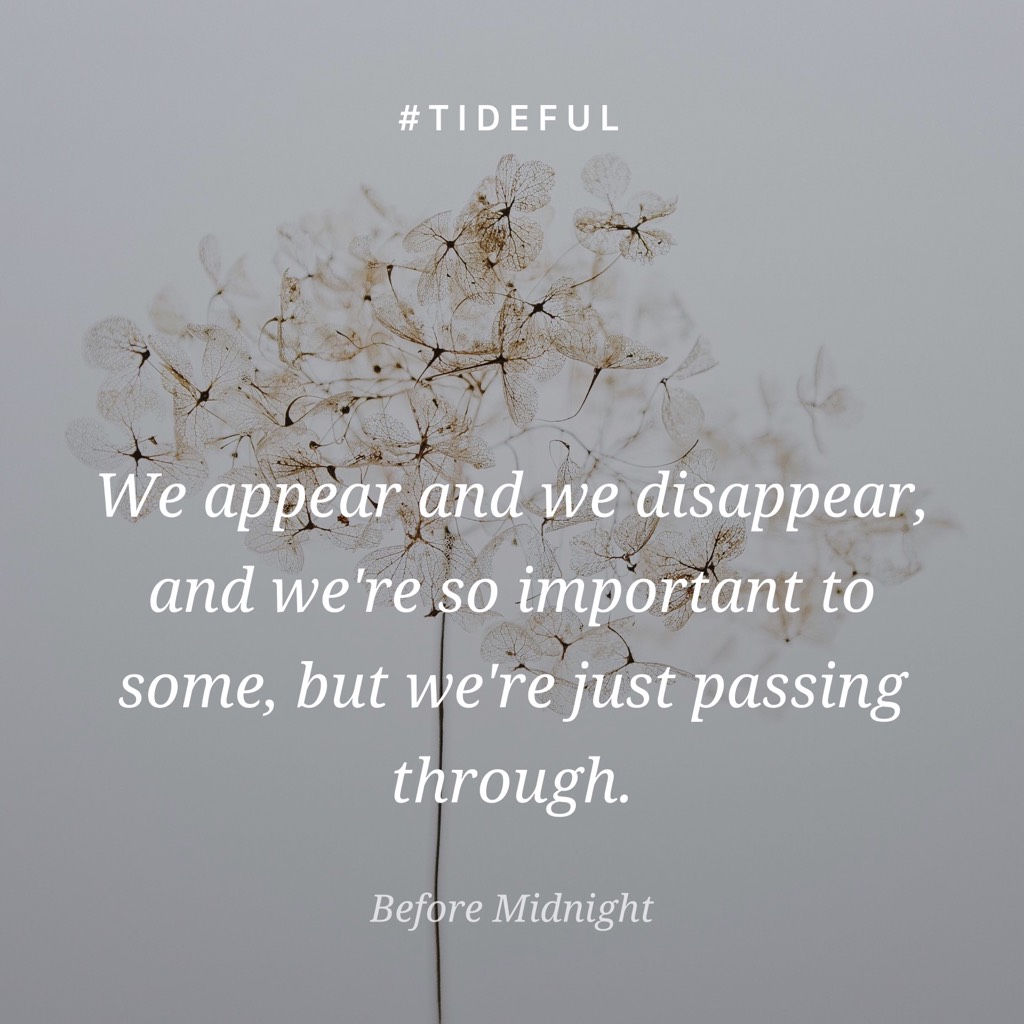 #TIDEFUL
We appear and we disappear,
and we're so important to
some, but we're just passing
through.
Before Midnight